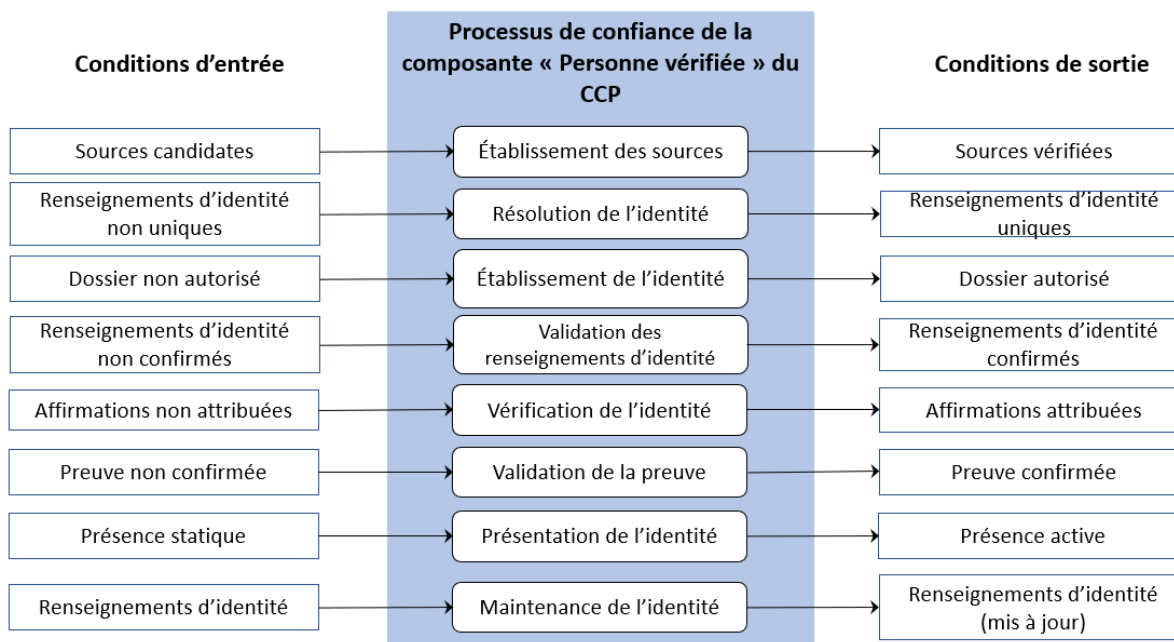 Conditions d’entrée
Processus de confiance de la
composante « Personne vérifiée » du
CCP
Conditions de sortie
Sources candidates
Établissement des sources
Sources vérifiées
Renseignements d’identité
non uniques
Résolution de l’identité
Renseignements d’identité
uniques
Dossier non autorisé
Établissement de l’identité
Dossier autorisé
Renseignements d’identité
non confirmés
Validation des
renseignements d’identité
Renseignements d’identité
confirmés
Affirmations non attribuées
Vérification de l’identité
Affirmations attribuées
Preuve non confirmée
Validation de la preuve
Preuve confirmée
Présence statique
Présentation de l’identité
Présence active
Renseignements d’identité
Maintenance de l’identité
Renseignements d’identité
(mis à jour)